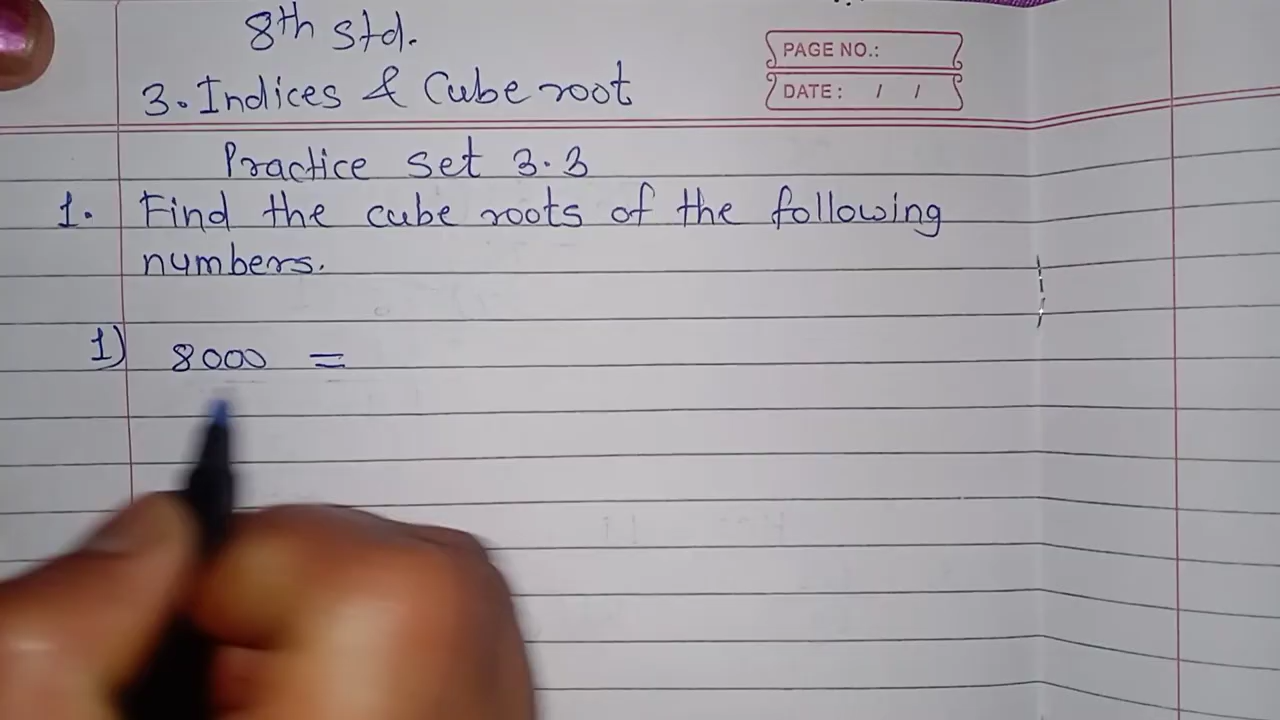 8th std.
3. Indices & Cube root
PAGE NO.:
DATE: / /
Practice set 3.3
1. Find the cube roots of the following
numbers.
1) 8000 =